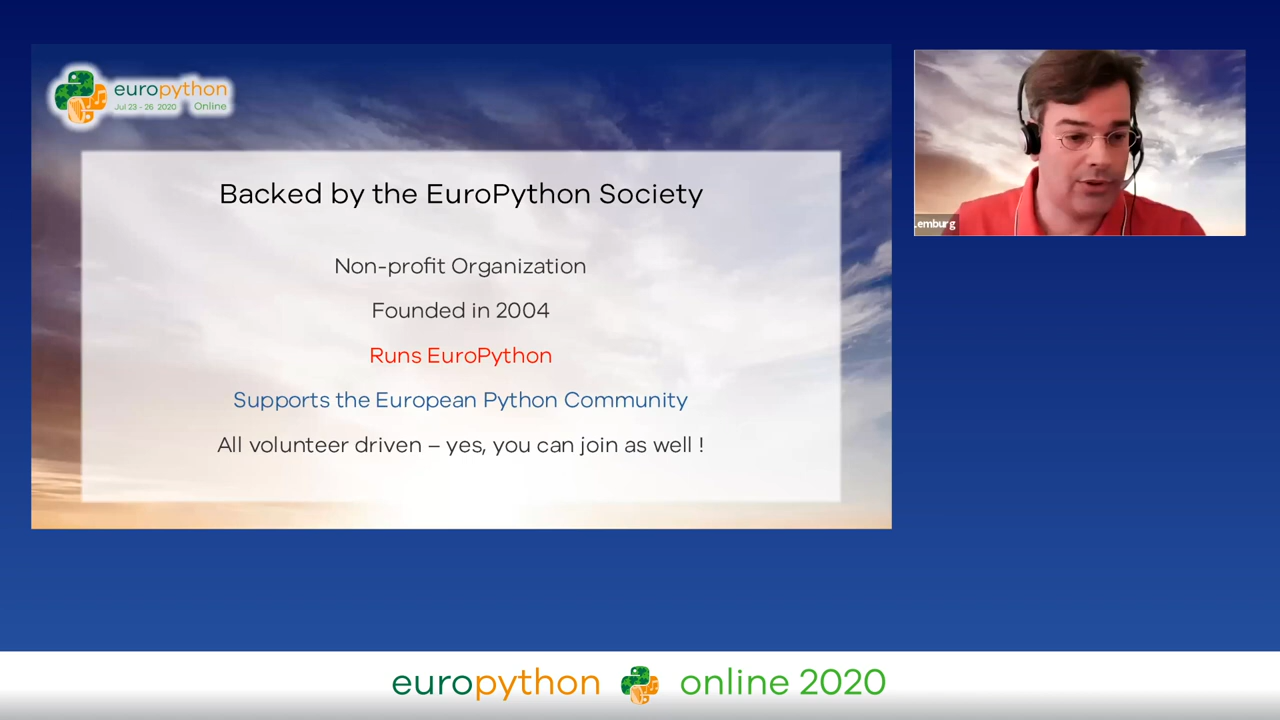 europython
Jul 23 - 26 2020 Online
Backed by the EuroPython Society
Non-profit Organization
Founded in 2004
Runs EuroPython
Supports the European Python Community
All volunteer driven – yes, you can join as well !
.emburg
europython online 2020